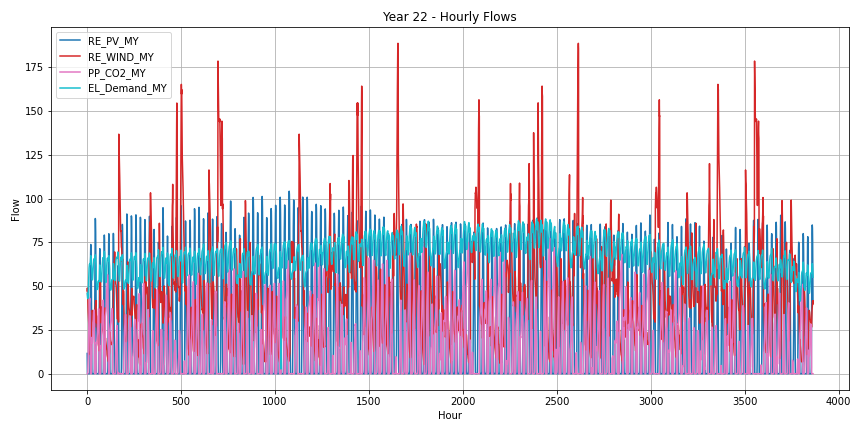 Year 22 - Hourly Flows
RE_PV_MY
RE_WIND_MY
PP_CO2_MY
EL_Demand_MY
Flow
175
150
125
100
75
50
25
0
0 500 1000 1500 2000 2500 3000 3500 4000
Hour